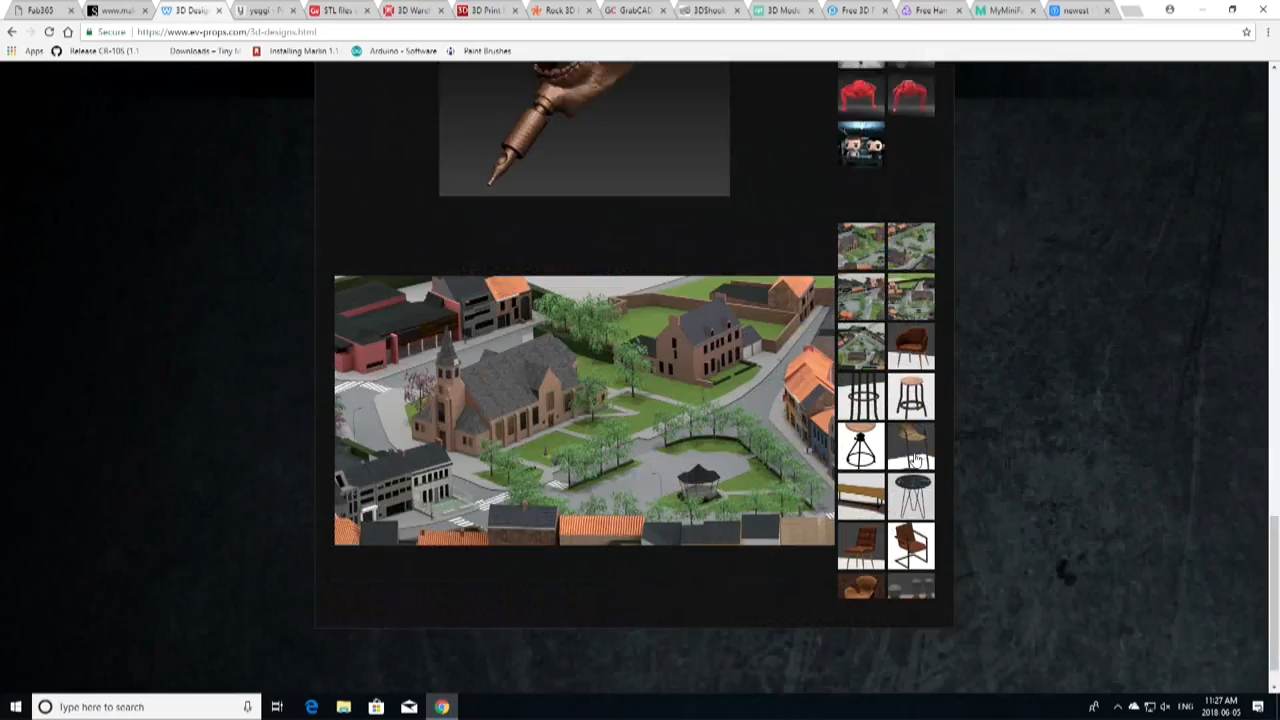 Fab365
www.mak
3D Desig
yeggi - P
STL files
3D Ware
3D Print
Rock 3D
GrabCAD
3DShook
3D Mode
Free 3D
Free Han
MyMiniFa
newest
Secure
https://www.ev-props.com/3d-designs.html
Apps
Release CR-10S (1.1
Downloads – Tiny M
Installing Marlin 1.1
Arduino - Software
Paint Brushes
Type here to search
ENG
11:27 AM
2018-06-05